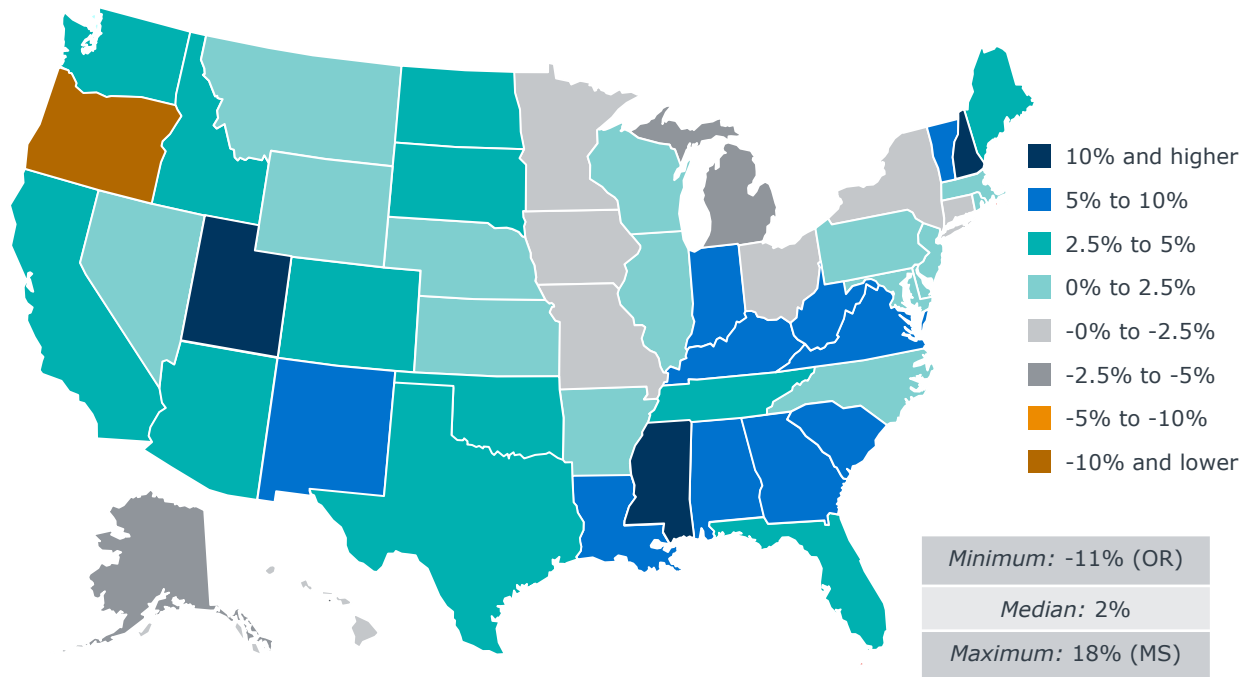 10% and higher
5% to 10%
2.5% to 5%
0% to 2.5%
-0% to -2.5%
-2.5% to -5%
-5% to -10%
-10% and lower
Minimum: -11% (OR)
Median: 2%
Maximum: 18% (MS)